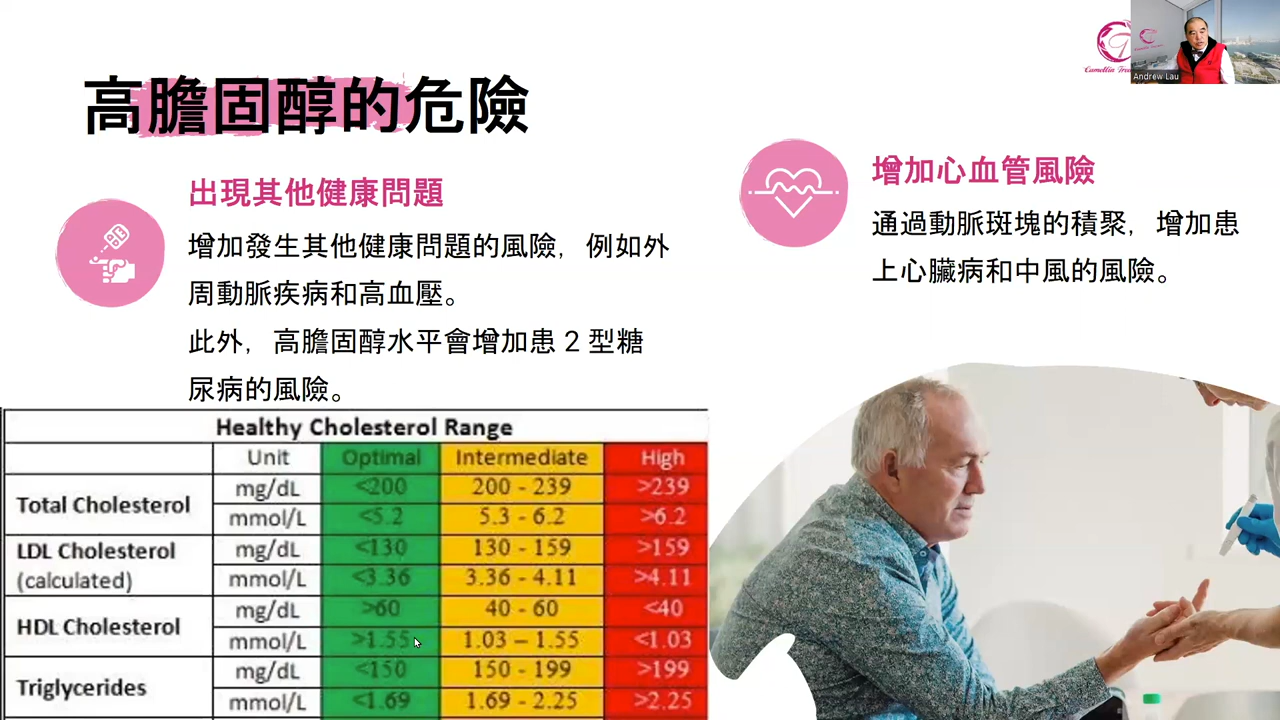 高膽固醇的危險
Camellia
Andrew Lau
出現其他健康問題
增加發生其他健康問題的風險，例如外
周動脈疾病和高血壓。
此外，高膽固醇水平會增加患 2 型糖
尿病的風險。
增加心血管風險
通過動脈斑塊的積聚，增加患
上心臟病和中風的風險。
Healthy Cholesterol Range
Unit Optimal Intermediate High
Total Cholesterol
mg/dL <200 200 - 239 >239
mmol/L <5.2 5.3 - 6.2 >6.2
LDL Cholesterol (calculated)
mg/dL <130 130 - 159 >159
mmol/L <3.36 3.36 - 4.11 >4.11
HDL Cholesterol
mg/dL >60 40 - 60 <40
mmol/L >1.55 1.03 – 1.55 <1.03
Triglycerides
mg/dL <150 150 - 199 >199
mmol/L <1.69 1.69 - 2.25 >2.25